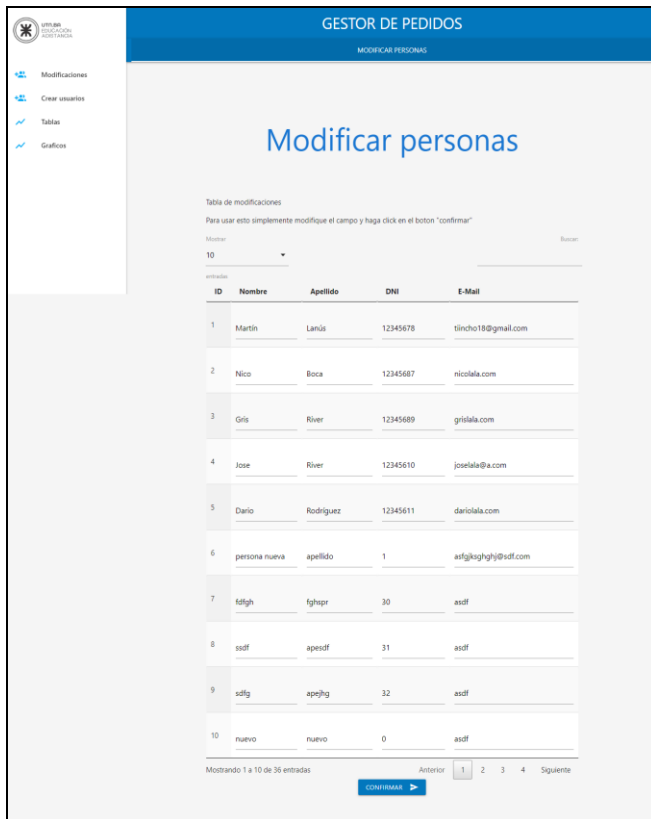 UTN.BA
EDUCACIÓN
ADISTANCIA
GESTOR DE PEDIDOS
MODIFICAR PERSONAS
Modificaciones
Crear usuarios
Tablas
Graficos
Modificar personas
Tabla de modificaciones
Para usar esto simplemente modifique el campo y haga click en el boton "confirmar"
Mostrar Buscar:
10
entradas
ID Nombre Apellido DNI E-Mail
1 Martín Lanús 12345678 tiincho18@gmail.com
2 Nico Boca 12345687 nicolala.com
3 Gris River 12345689 grislala.com
4 Jose River 12345610 joselala@a.com
5 Dario Rodríguez 12345611 dariolala.com
6 persona nueva apellido 1 asfgjksghghj@sdf.com
7 fdfgh fghspr 30 asdf
8 ssdf apesdf 31 asdf
9 sdfg apejhg 32 asdf
10 nuevo nuevo 0 asdf
Mostrando 1 a 10 de 36 entradas Anterior 1 2 3 4 Siguiente
CONFIRMAR